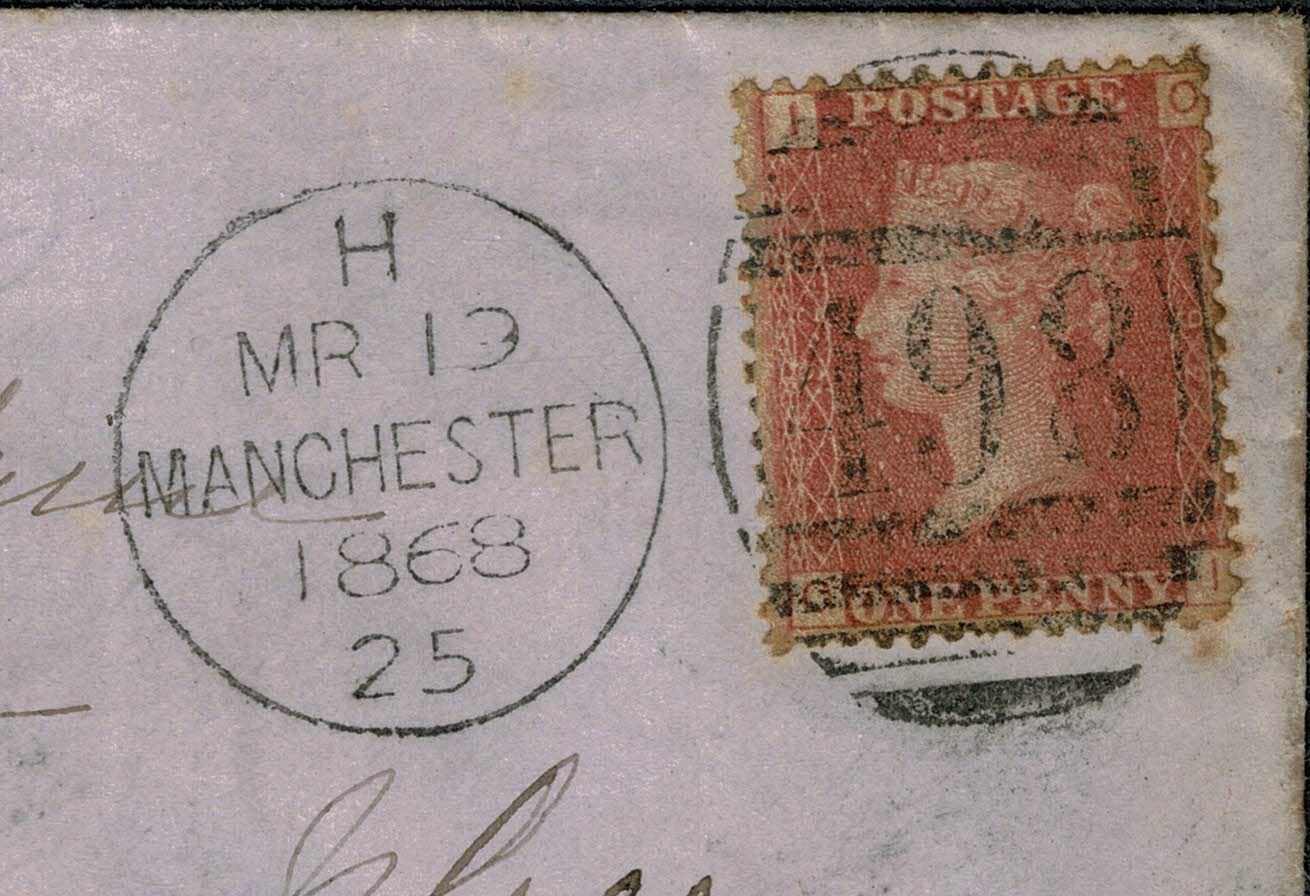 H
MR 13
MANCHESTER
1868
25
POSTAGE
498
ONE PENNY